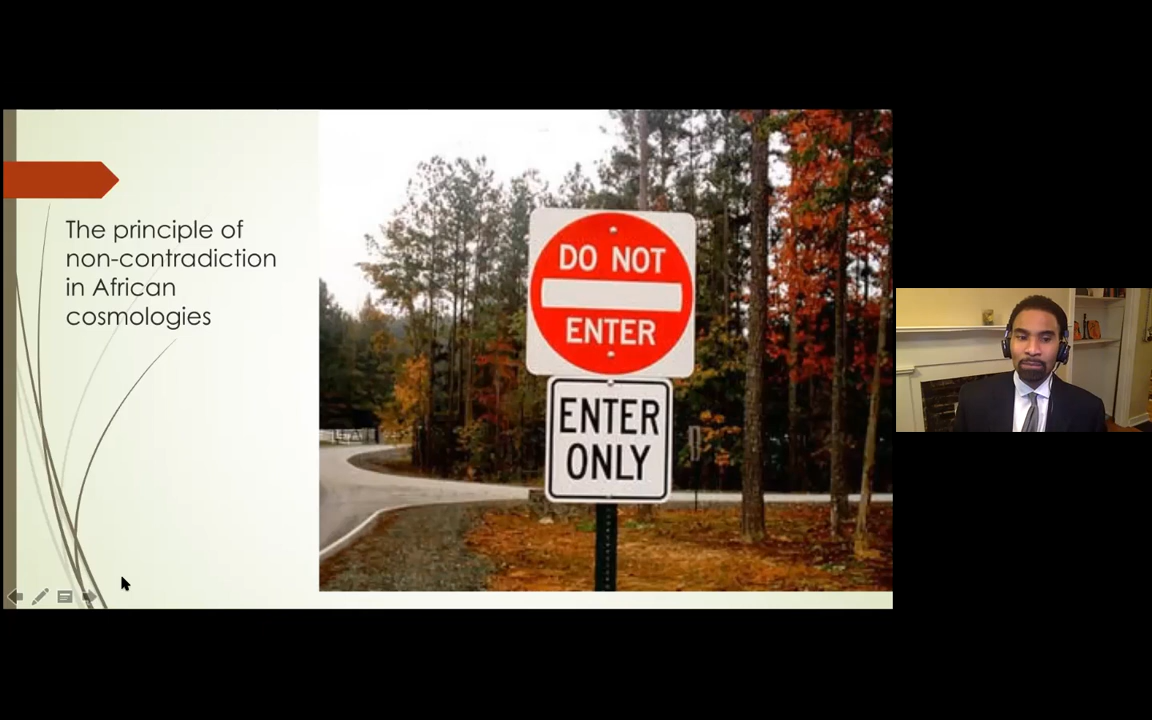 The principle of
non-contradiction
in African
cosmologies
DO NOT
ENTER
ENTER
ONLY